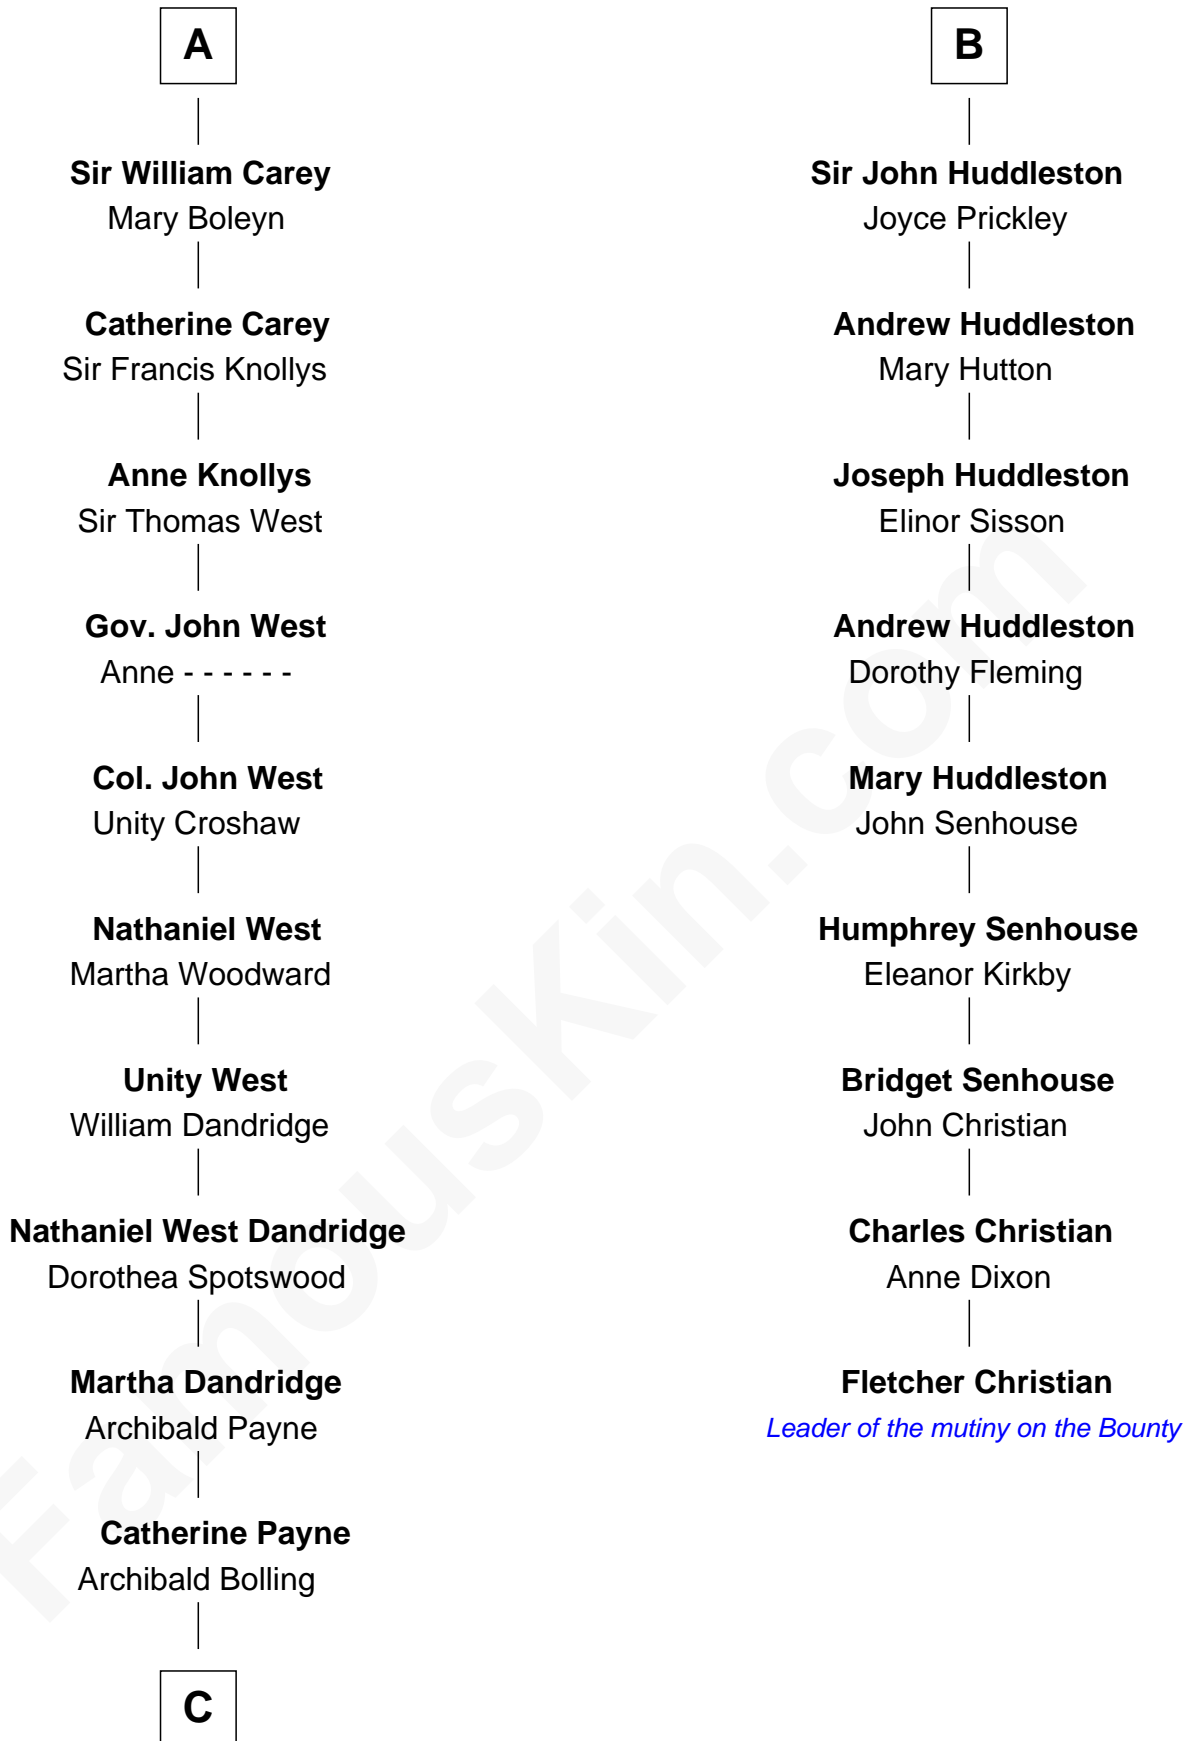 A
Sir William Carey
Mary Boleyn
Catherine Carey
Sir Francis Knollys
Anne Knollys
Sir Thomas West
Gov. John West
Anne - - - - - -
Col. John West
Unity Croshaw
Nathaniel West
Martha Woodward
Unity West
William Dandridge
Nathaniel West Dandridge
Dorothea Spotswood
Martha Dandridge
Archibald Payne
Catherine Payne
Archibald Bolling
C
B
Sir John Huddleston
Joyce Prickley
Andrew Huddleston
Mary Hutton
Joseph Huddleston
Elinor Sisson
Andrew Huddleston
Dorothy Fleming
Mary Huddleston
John Senhouse
Humphrey Senhouse
Eleanor Kirkby
Bridget Senhouse
John Christian
Charles Christian
Anne Dixon
Fletcher Christian
Leader of the mutiny on the Bounty
FamousKin.com